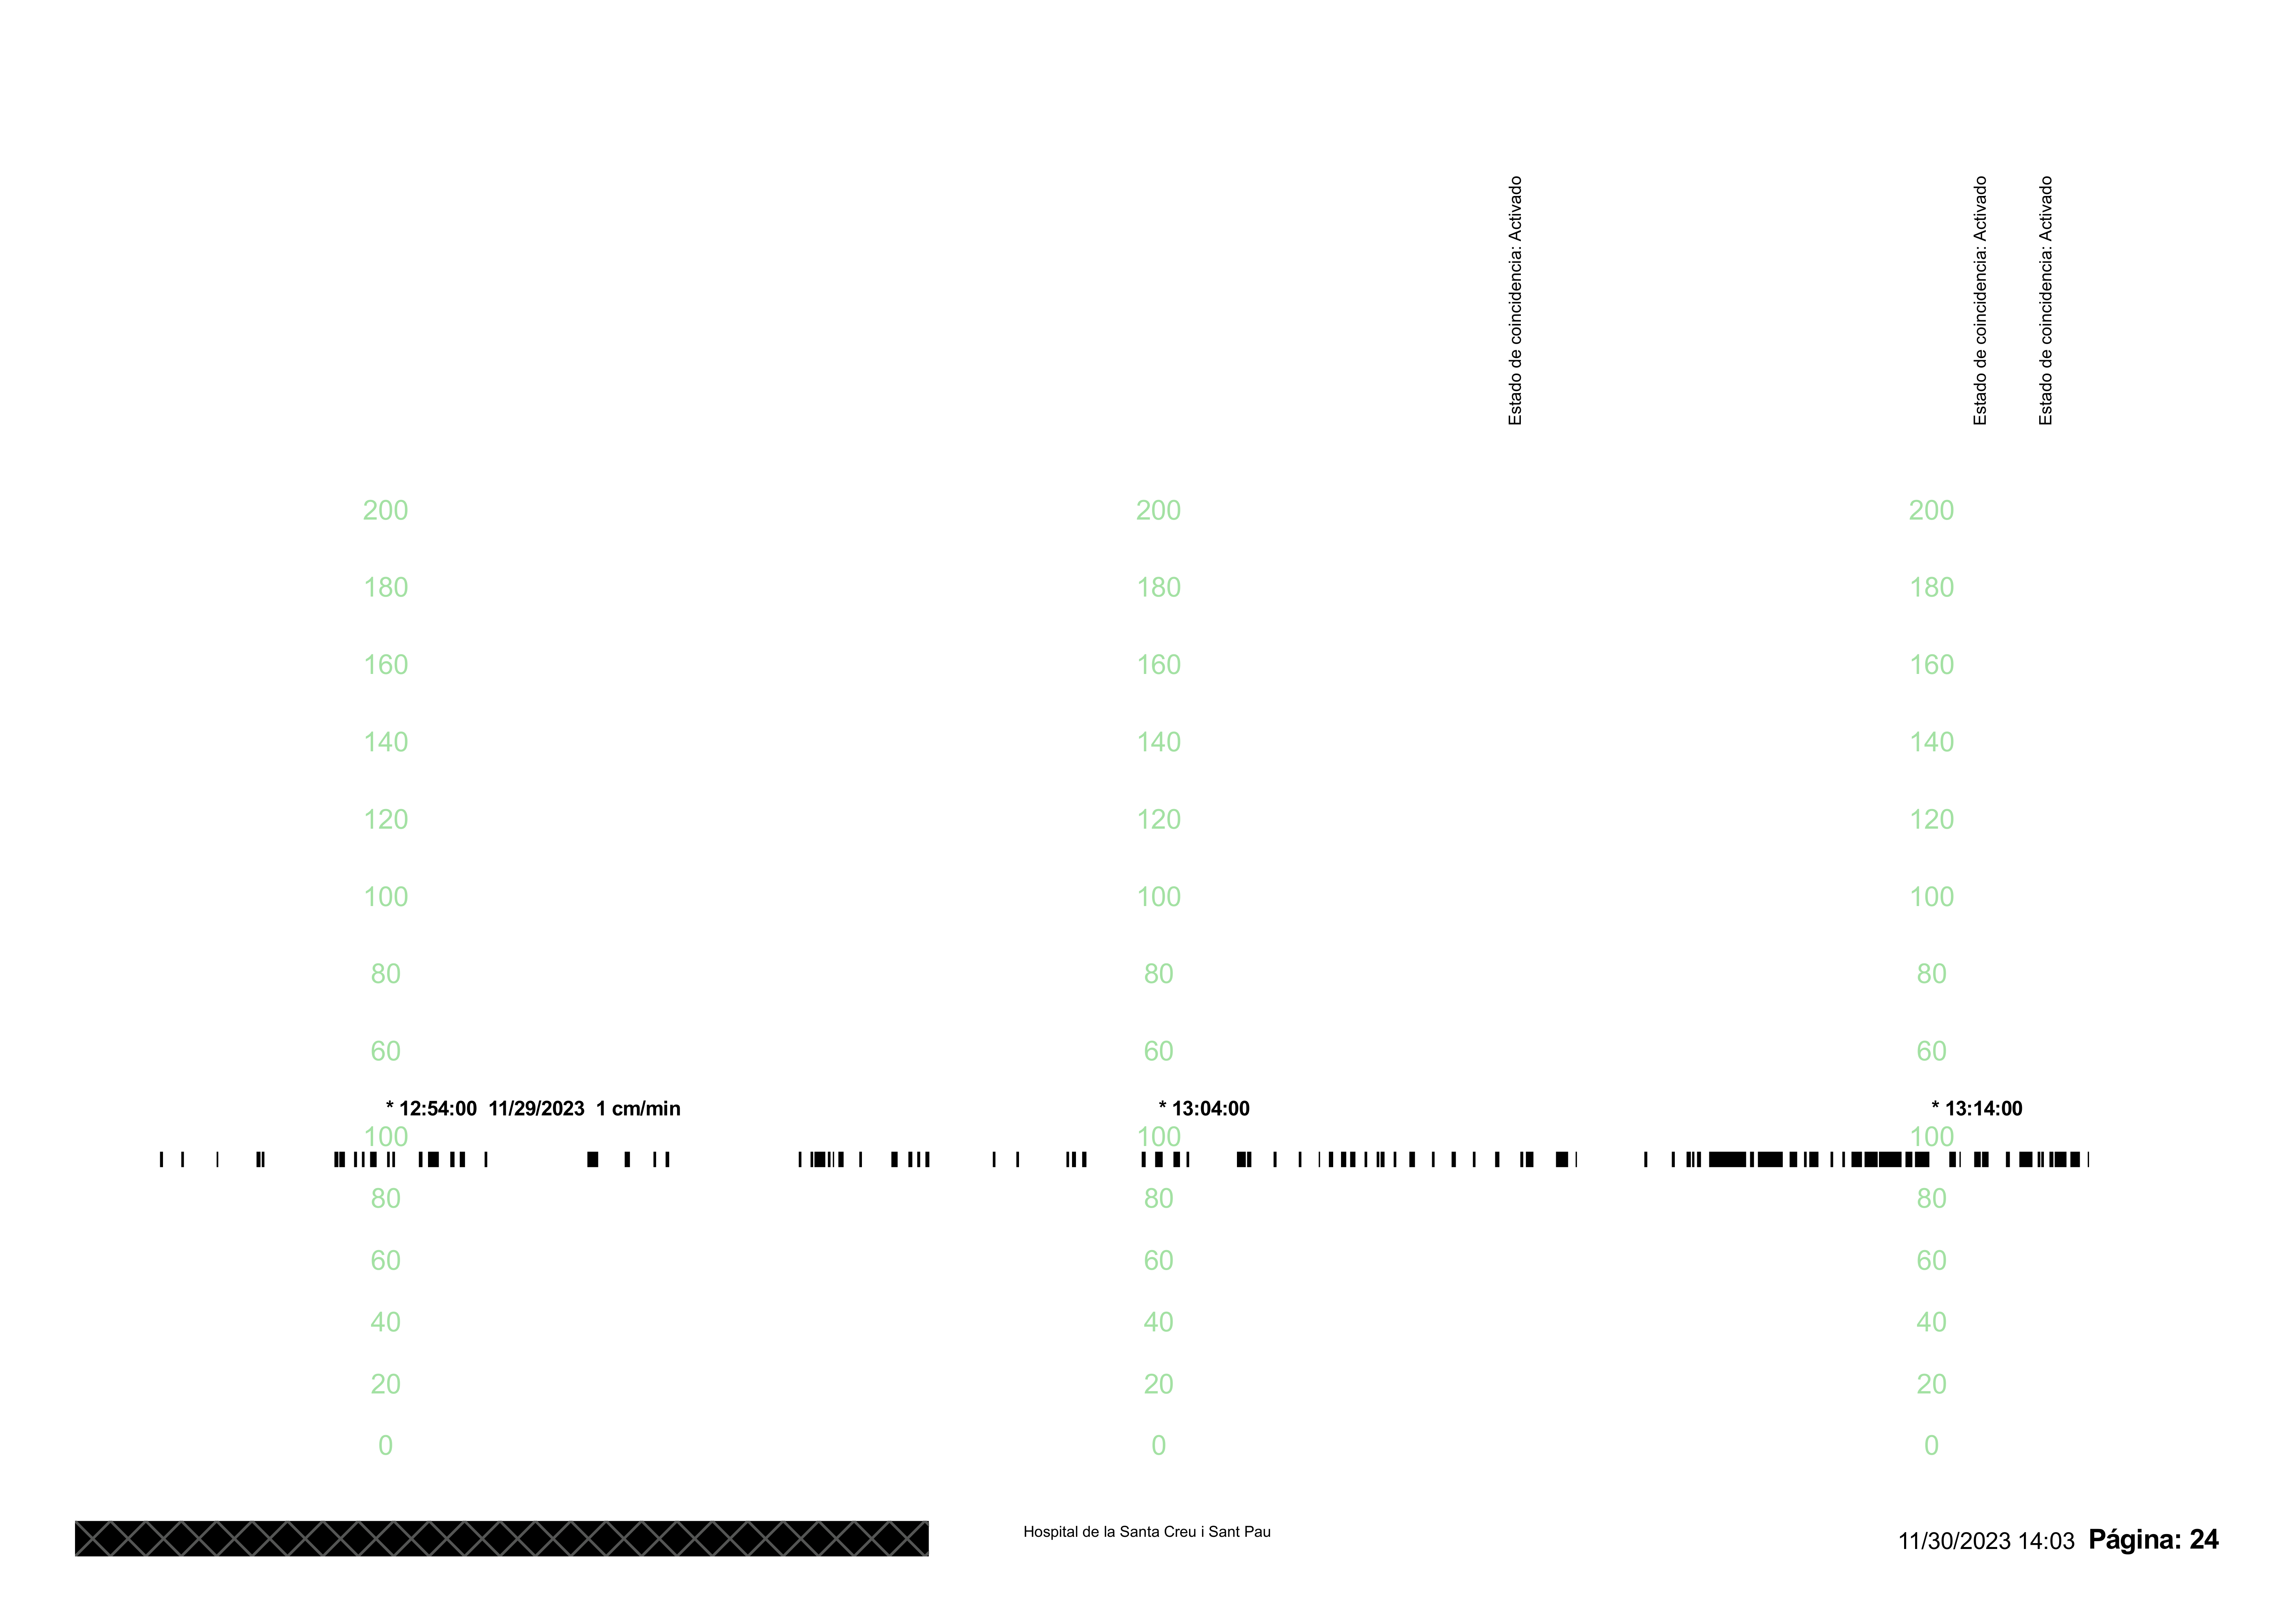 Estado de coincidencia: Activado
Estado de coincidencia: Activado
Estado de coincidencia: Activado
200 200 200
180 180 180
160 160 160
140 140 140
120 120 120
100 100 100
80 80 80
60 60 60
* 12:54:00 11/29/2023 1 cm/min * 13:04:00 * 13:14:00
100 100 100
80 80 80
60 60 60
40 40 40
20 20 20
0 0 0
Hospital de la Santa Creu i Sant Pau
11/30/2023 14:03 Página: 24